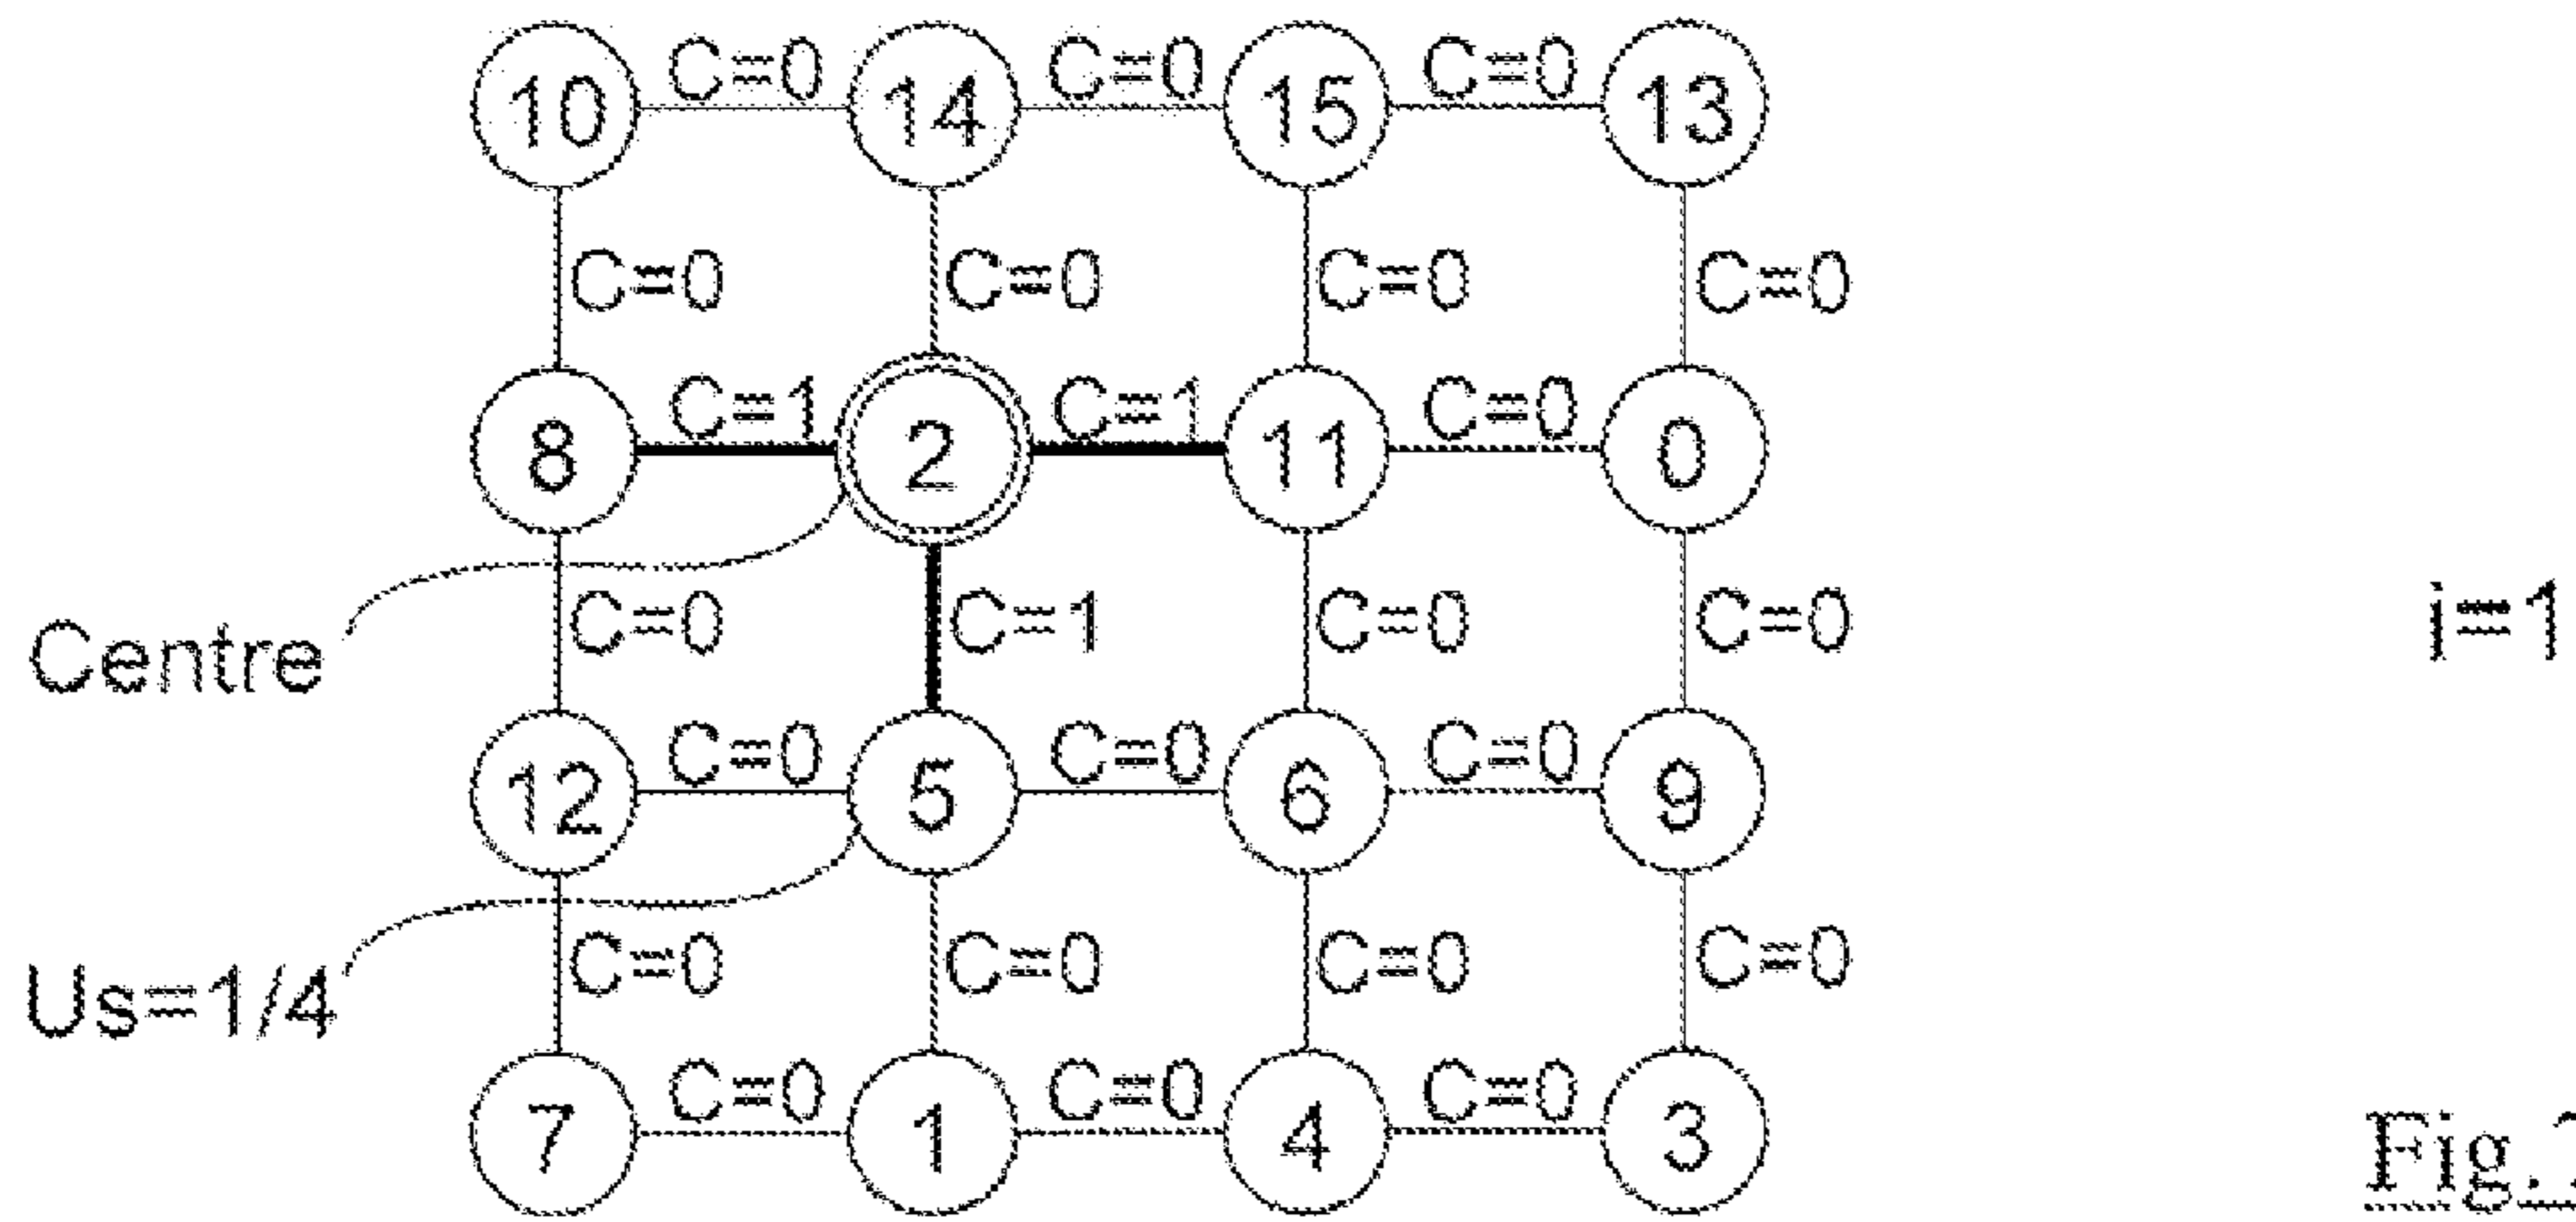 10 C=0 14 C=0 15 C=0 13
C=0 C=0 C=0 C=0
8 C=1 2 C=1 11 C=0 0
Centre C=0 C=1 C=0 C=0 i=1
12 C=0 5 C=0 6 C=0 9
Us=1/4 C=0 C=0 C=0 C=0
7 C=0 1 C=0 4 C=0 3
Fig.